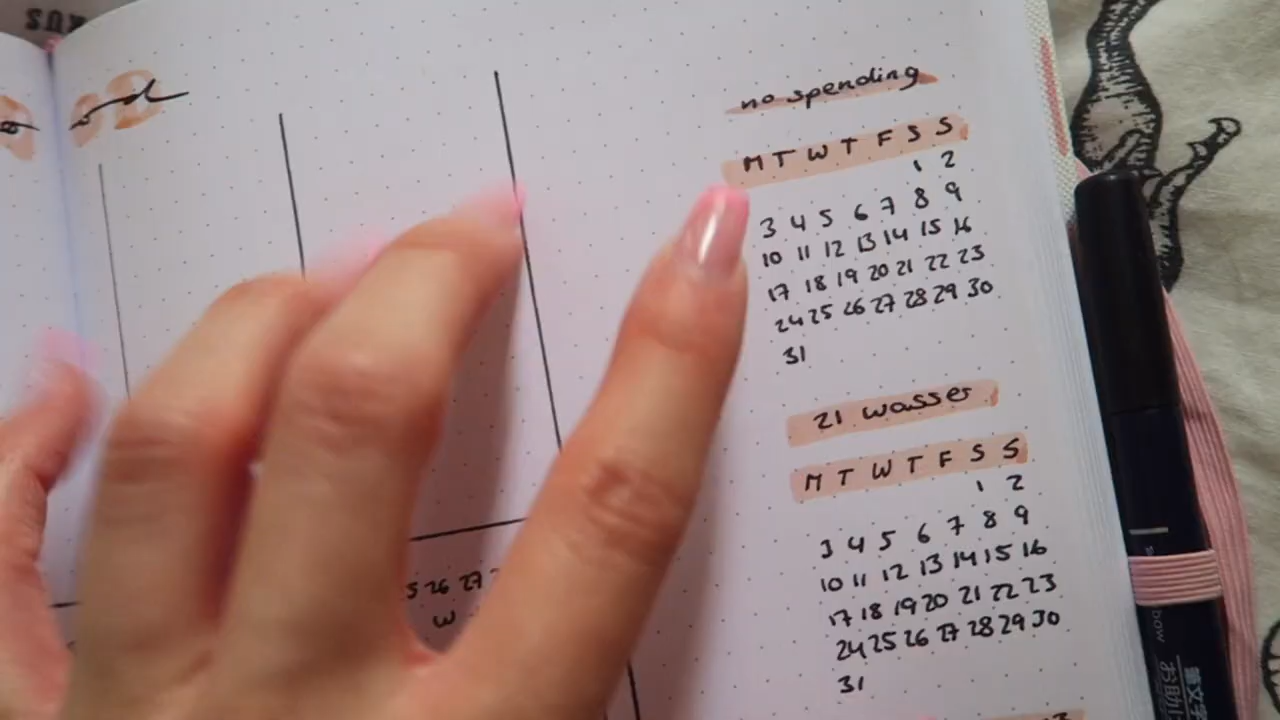 no spending
M T W T F S S
1 2
3 4 5 6 7 8 9
10 11 12 13 14 15 16
17 18 19 20 21 22 23
24 25 26 27 28 29 30
31
21 wasser
M T W T F S S
1 2
3 4 5 6 7 8 9
10 11 12 13 14 15 16
17 18 19 20 21 22 23
24 25 26 27 28 29 30
31
26 27
W
bow